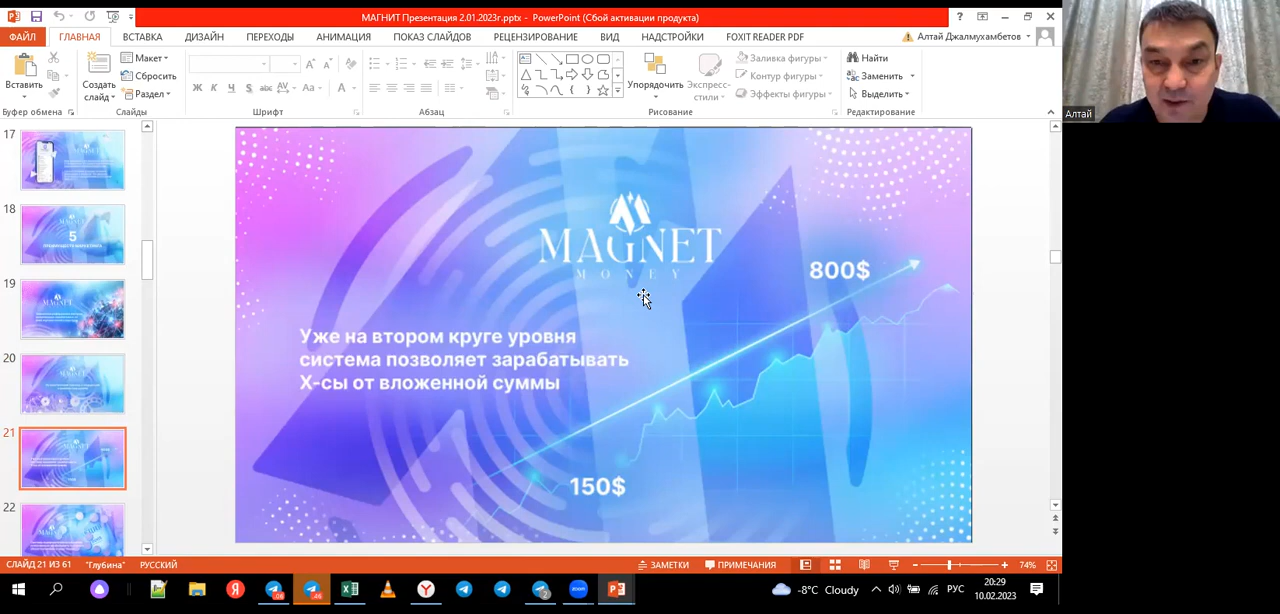 МАГНИТ Презентация 2.01.2023г.pptx - PowerPoint (Сбой активации продукта)
ФАЙЛ ГЛАВНАЯ ВСТАВКА ДИЗАЙН ПЕРЕХОДЫ АНИМАЦИЯ ПОКАЗ СЛАЙДОВ РЕЦЕНЗИРОВАНИЕ ВИД НАДСТРОЙКИ FOXIT READER PDF Алтай Джалмухамбетов
Вставить
Создать слайд
Макет
Сбросить
Раздел
Ж К Ч S abc AV Aa А
Упорядочить
Экспресс-стили
Заливка фигуры
Контур фигуры
Эффекты фигуры
Найти
Заменить
Выделить
Буфер обмена Слайды Шрифт Абзац Рисование Редактирование
Алтай
17
18
5
19
20
21
22
MAGNET
MONEY
800$
Уже на втором круге уровня
система позволяет зарабатывать
Х-сы от вложенной суммы
150$
СЛАЙД 21 ИЗ 61 "Глубина" РУССКИЙ ЗАМЕТКИ ПРИМЕЧАНИЯ 74%
-8°C Cloudy РУС 20:29
10.02.2023